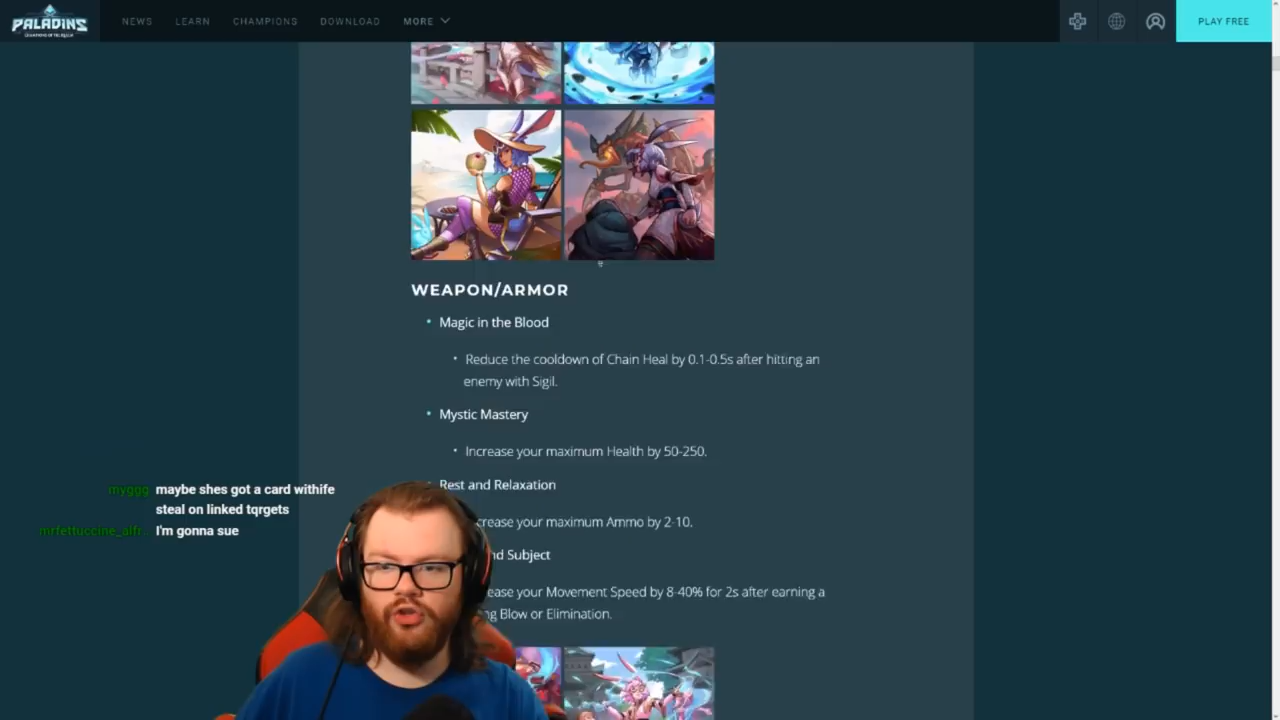 PALADINS
NEWS
LEARN
CHAMPIONS
DOWNLOAD
MORE
PLAY FREE
WEAPON/ARMOR
Magic in the Blood
Reduce the cooldown of Chain Heal by 0.1-0.5s after hitting an
enemy with Sigil.
Mystic Mastery
Increase your maximum Health by 50-250.
Rest and Relaxation
crease your maximum Ammo by 2-10.
nd Subject
ease your Movement Speed by 8-40% for 2s after earning a
ng Blow or Elimination.
myggg maybe shes got a card withife
steal on linked tqrgets
mrfettuccine_alfr.. I'm gonna sue